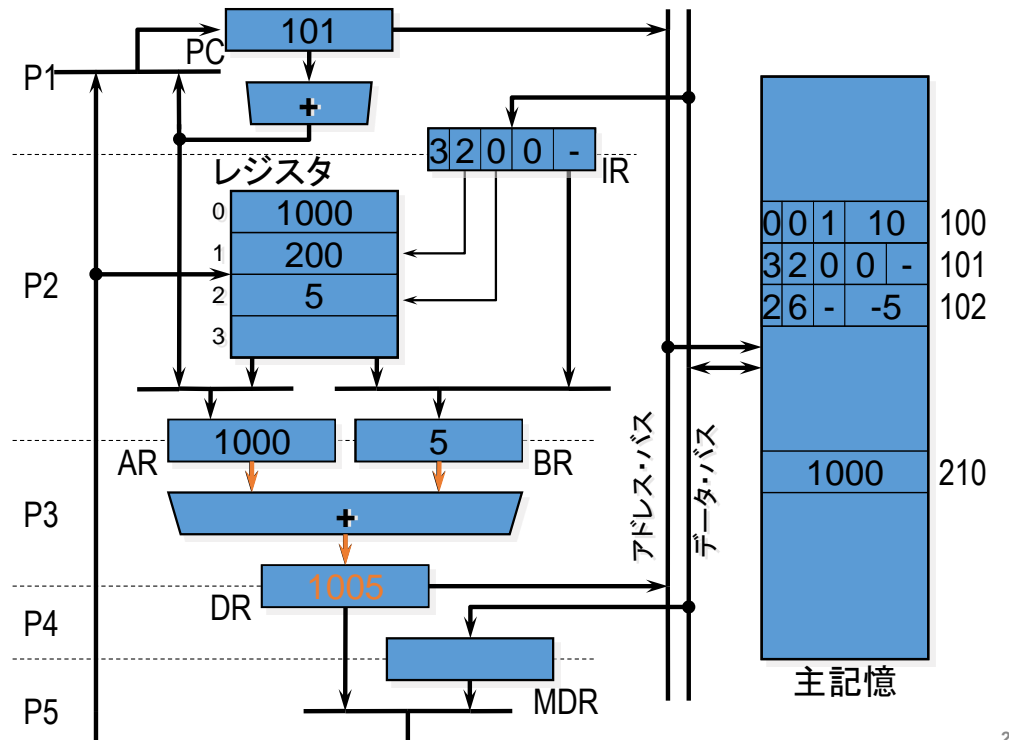 101
PC
P1
+
3 2 0 0 -
IR
レジスタ
0 1000
1 200
2 5
3
P2
0 0 1 10 100
3 2 0 0 - 101
2 6 - -5 102
1000
AR
5
BR
アドレス・バス
データ・バス
1000 210
P3
+
1005
DR
P4
MDR
主記憶
P5
2